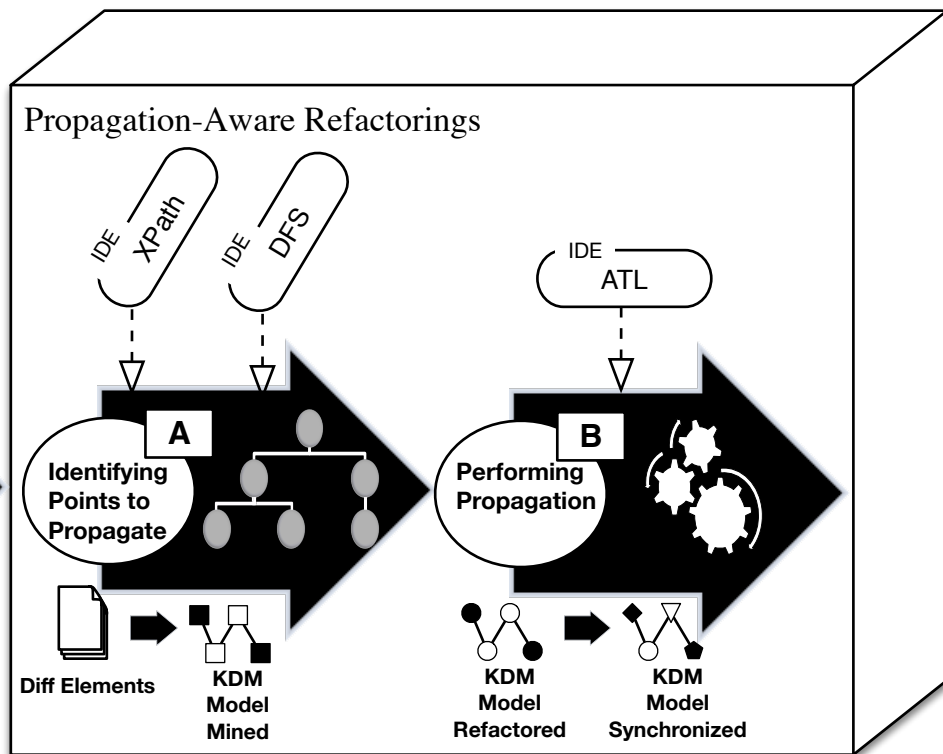 Propagation-Aware Refactorings
IDE
XPath
IDE
DFS
IDE
ATL
A
Identifying
Points to
Propagate
B
Performing
Propagation
Diff Elements
KDM
Model
Mined
KDM
Model
Refactored
KDM
Model
Synchronized